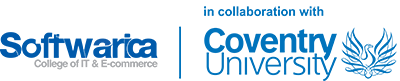 Softwarica
College of IT & E-commerce
in collaboration with
Coventry
University